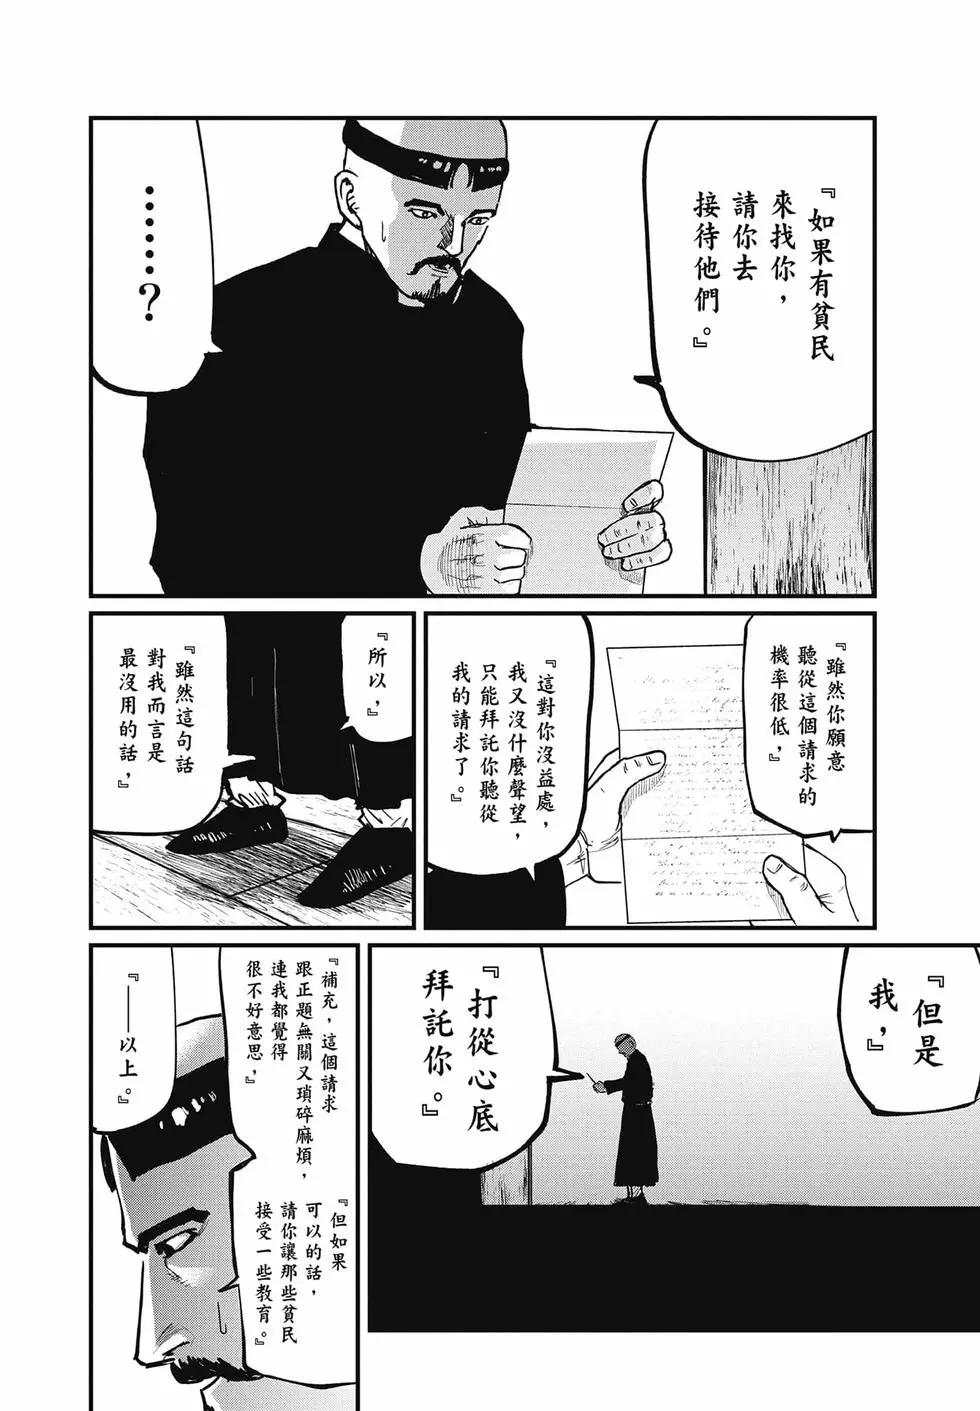 『如果有貧民
來找你，
請你去
接待他們。』
……？
『雖然你願意
聽從這個請求的
機率很低，』
『這對你沒益處，
我又沒什麼聲望，
只能拜託你聽從
我的請求了。』
『所以，』
『雖然這句話
對我而言是
最沒用的話，』
『但是
我，』
『打從心底
拜託你。』
『補充，這個請求
跟正題無關又瑣碎麻煩，
連我都覺得
很不好意思，』
『但如果
可以的話，
請你讓那些貧民
接受一些教育。』
『——以上。』